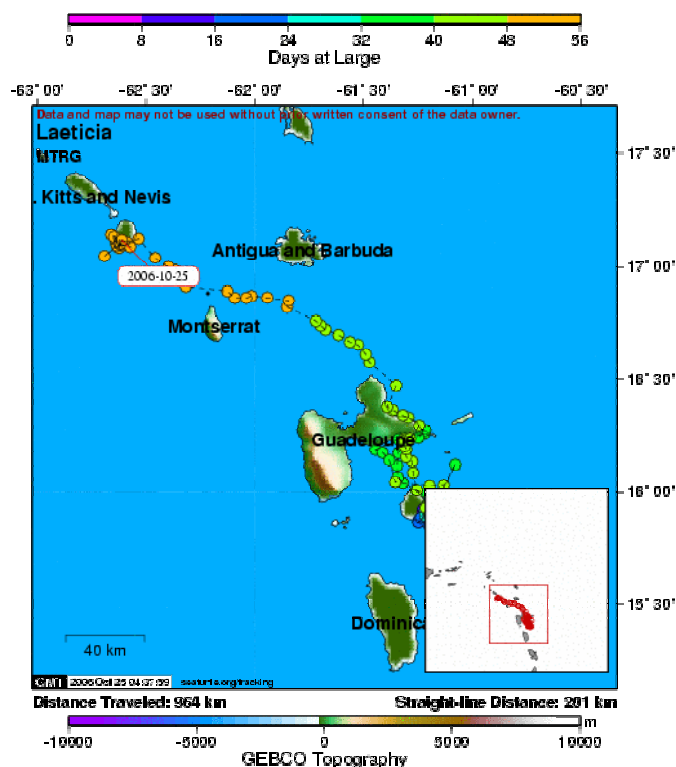 0 8 16 24 32 40 48 56
Days at Large
-63° 00' -62° 30' -62° 00' -61° 30' -61° 00' -60° 30'
Data and map may not be used without prior written consent of the data owner.
Laeticia
17° 30'
. Kitts and Nevis
Antigua and Barbuda
17° 00'
2006-10-25
Montserrat
16° 30'
Guadeloupe
16° 00'
15° 30'
Dominica
40 km
GMT 2006 Oct 25 seaturtle.org/tracking
Distance Traveled: 964 km Straight-line Distance: 201 km
-10000 -5000 0 5000 10000 m
GEBCO Topography